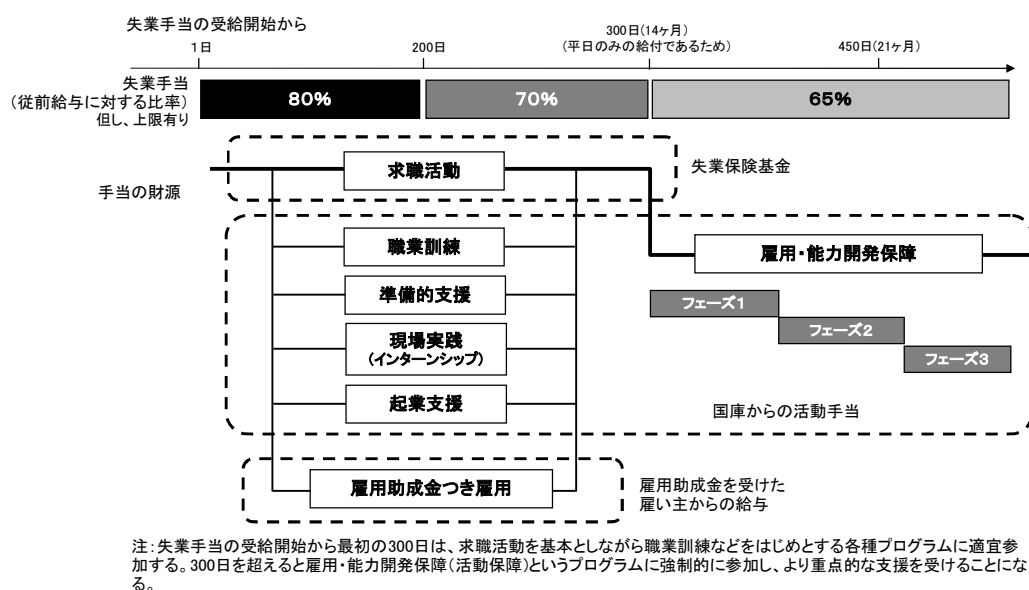 失業手当の受給開始から
1日
200日
300日(14ヶ月)
(平日のみの給付であるため)
450日(21ヶ月)
失業手当
(従前給与に対する比率)
但し、上限有り
80%
70%
65%
手当の財源
求職活動
失業保険基金
職業訓練
準備的支援
現場実践
(インターンシップ)
起業支援
雇用・能力開発保障
フェーズ1
フェーズ2
フェーズ3
国庫からの活動手当
雇用助成金つき雇用
雇用助成金を受けた
雇い主からの給与
注:失業手当の受給開始から最初の300日は、求職活動を基本としながら職業訓練などをはじめとする各種プログラムに適宜参
加する。300日を超えると雇用・能力開発保障(活動保障)というプログラムに強制的に参加し、より重点的な支援を受けることにな
る。